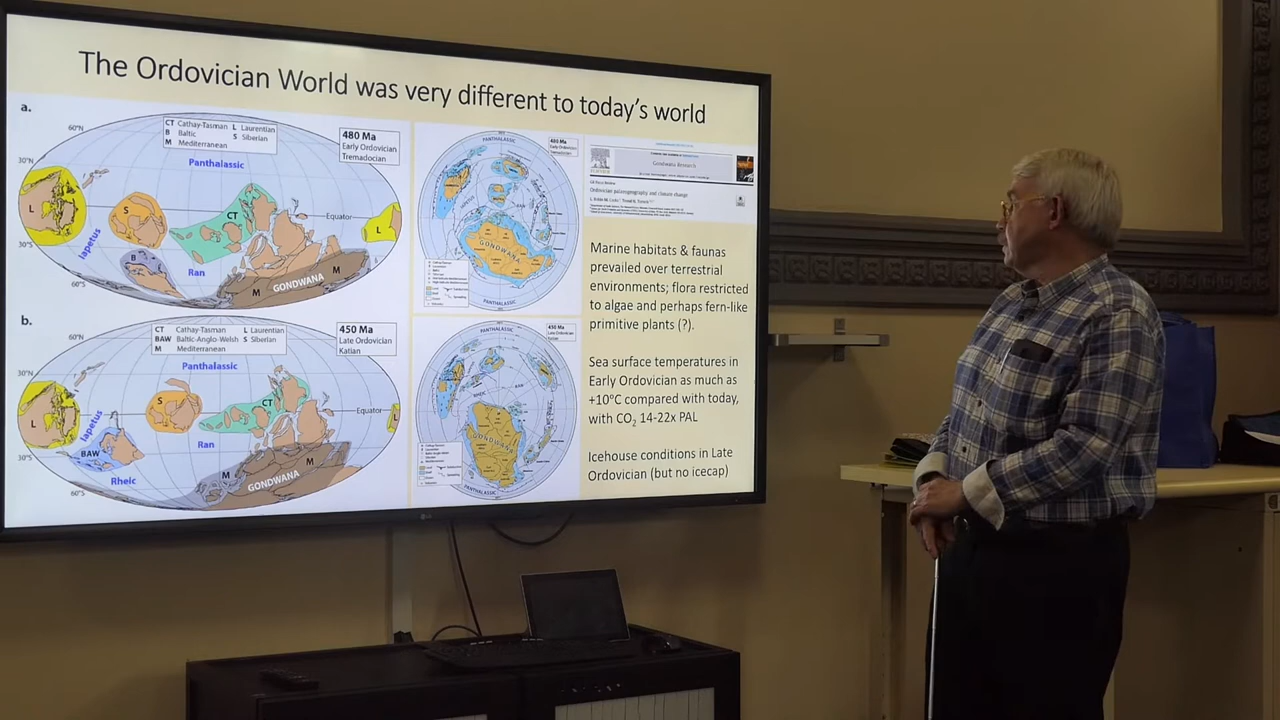 The Ordovician World was very different to today's world
a.
CT Cathay-Tasman L Laurentian
B Baltic S Siberian
M Mediterranean
480 Ma
Early Ordovician
Tremadocian
60°N
Panthalassic
30°N
L
S
CT
Equator
L
30°S
Iapetus
B
Ran
M
60°S
M
GONDWANA
b.
CT Cathay-Tasman L Laurentian
BAW Baltic-Anglo-Welsh S Siberian
M Mediterranean
450 Ma
Late Ordovician
Katian
60°N
Panthalassic
30°N
L
S
CT
Equator
L
Iapetus
Ran
BAW
30°S
M
M
Rheic
GONDWANA
60°S
PANTHALASSIC
480 Ma
Early Ordovician
Tremadocian
GONDWANA
PANTHALASSIC
PANTHALASSIC
450 Ma
Late Ordovician
Katian
GONDWANA
PANTHALASSIC
Gondwana Research
ELSEVIER
Ordovician palaeogeography and climate change
Marine habitats & faunas
prevailed over terrestrial
environments; flora restricted
to algae and perhaps fern-like
primitive plants (?).
Sea surface temperatures in
Early Ordovician as much as
+10°C compared with today,
with CO₂ 14-22x PAL
Icehouse conditions in Late
Ordovician (but no icecap)
LG